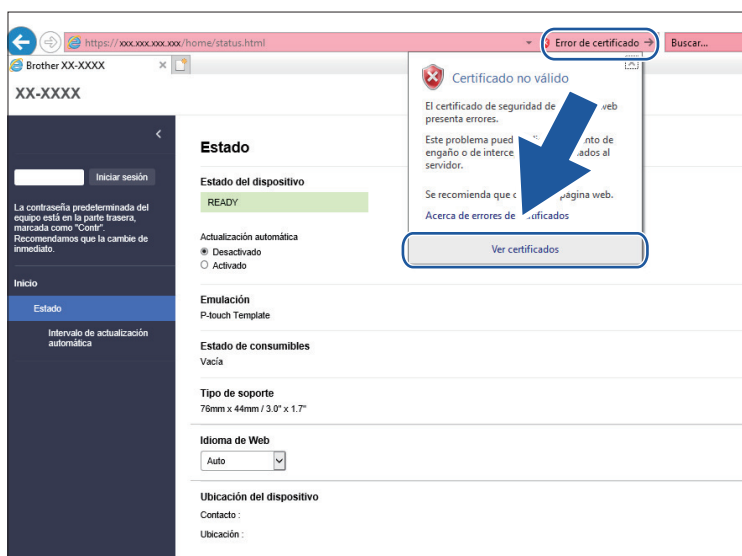 https://xxx.xxx.xxx.xxx/home/status.html
Error de certificado
Buscar...
Brother XX-XXXX
XX-XXXX
Iniciar sesión
La contraseña predeterminada del
equipo está en la parte trasera,
marcada como "Contr".
Recomendamos que la cambie de
inmediato.
Inicio
Estado
Intervalo de actualización
automática
Estado
Estado del dispositivo
READY
Actualización automática
Desactivado
Activado
Emulación
P-touch Template
Estado de consumibles
Vacía
Tipo de soporte
76mm x 44mm / 3.0" x 1.7"
Idioma de Web
Auto
Ubicación del dispositivo
Contacto :
Ubicación :
Certificado no válido
El certificado de seguridad de web
presenta errores.
Este problema de
engaño o de al
servidor.
Se recomienda que página web.
Acerca de errores de certificados
Ver certificados